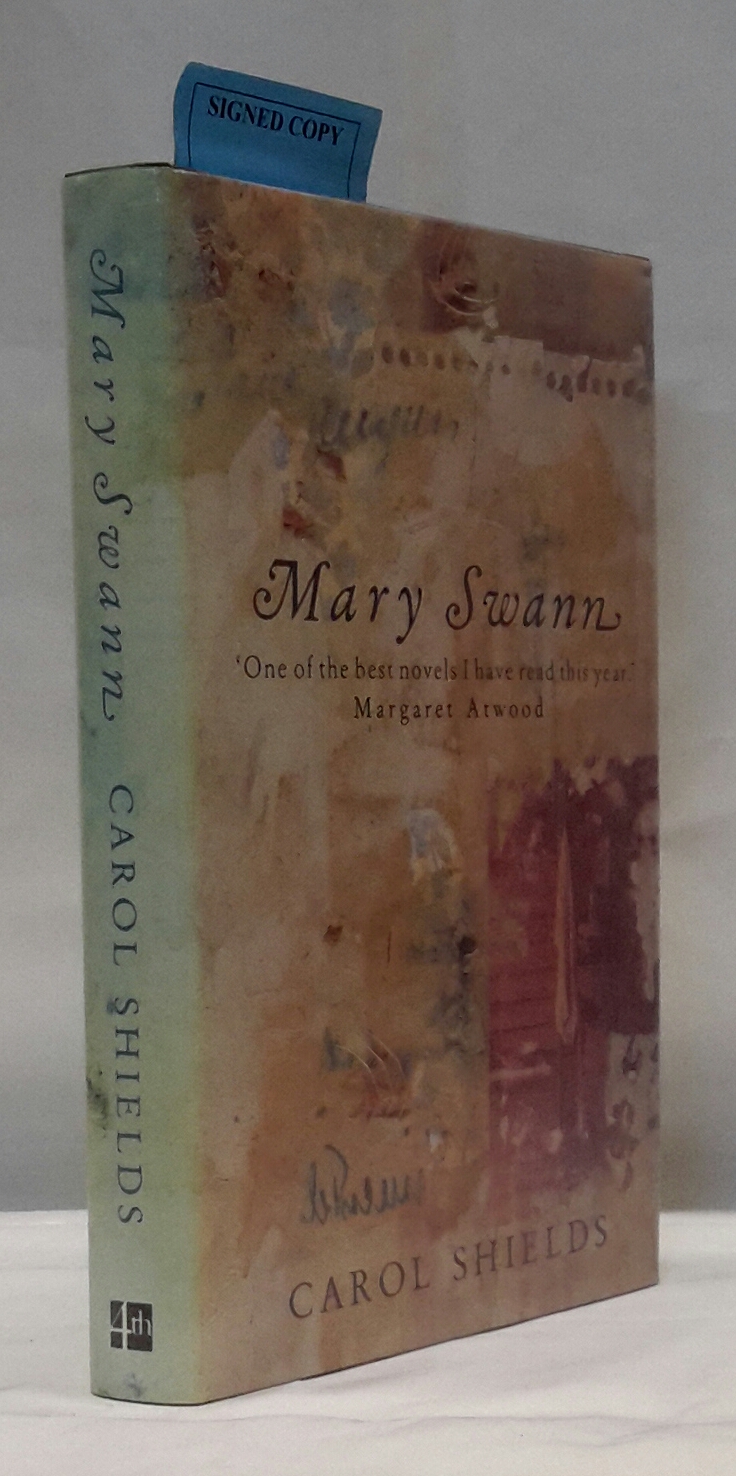 SIGNED COPY
Mary Swann CAROL SHIELDS
4th
Mary Swann
'One of the best novels I have read this year.'
Margaret Atwood
CAROL SHIELDS